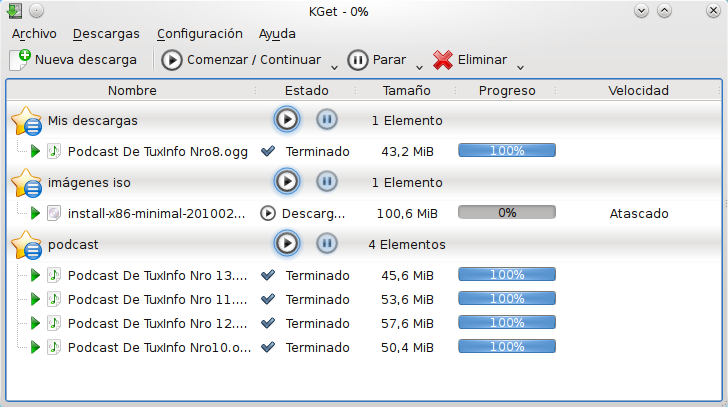 KGet - 0%
Archivo Descargas Configuración Ayuda
Nueva descarga Comenzar / Continuar Parar Eliminar
Nombre Estado Tamaño Progreso Velocidad
Mis descargas 1 Elemento
Podcast De TuxInfo Nro8.ogg Terminado 43,2 MiB 100%
imágenes iso 1 Elemento
install-x86-minimal-201002... Descarg... 100,6 MiB 0% Atascado
podcast 4 Elementos
Podcast De TuxInfo Nro 13.... Terminado 45,6 MiB 100%
Podcast De TuxInfo Nro 11.... Terminado 53,6 MiB 100%
Podcast De TuxInfo Nro 12.... Terminado 57,6 MiB 100%
Podcast De TuxInfo Nro10.o... Terminado 50,4 MiB 100%